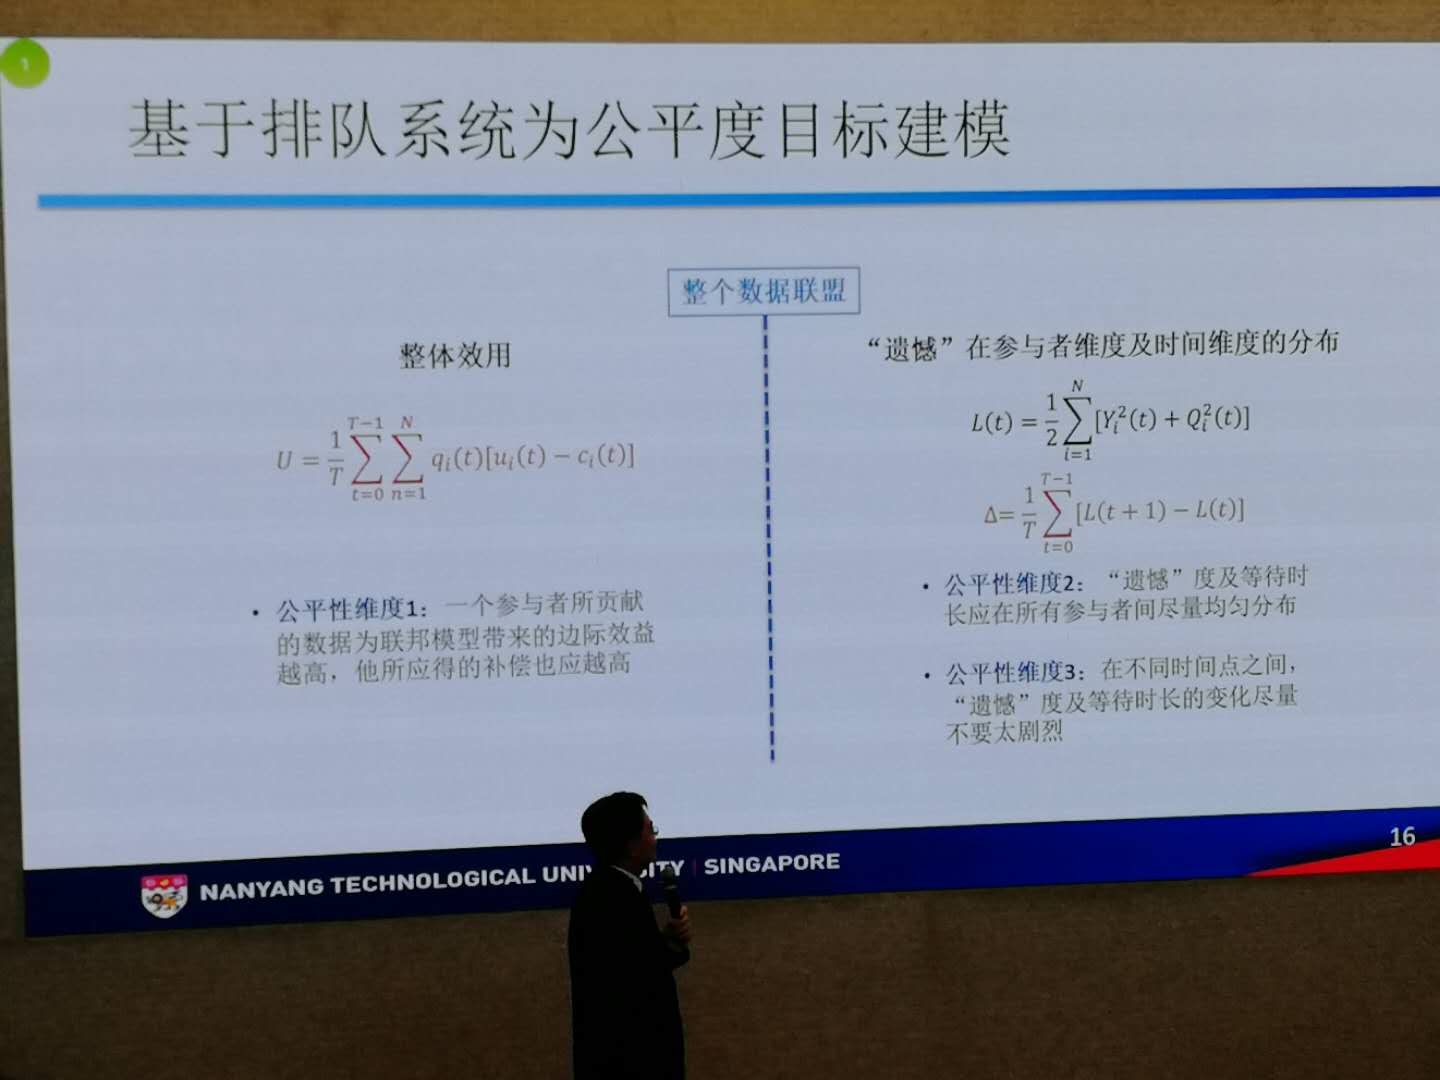 1
基于排队系统为公平度目标建模
整个数据联盟
整体效用
U = \frac{1}{T} \sum_{t=0}^{T-1} \sum_{n=1}^{N} q_i(t)[u_i(t) − c_i(t)]
• 公平性维度1：一个参与者所贡献
的数据为联邦模型带来的边际效益
越高，他所应得的补偿也应越高
“遗憾”在参与者维度及时间维度的分布
L(t) = \frac{1}{2} \sum_{i=1}^{N} [Y_i^2(t) + Q_i^2(t)]
Δ= \frac{1}{T} \sum_{t=0}^{T-1} [L(t + 1) − L(t)]
• 公平性维度2：“遗憾”度及等待时
长应在所有参与者间尽量均匀分布
• 公平性维度3：在不同时间点之间，
“遗憾”度及等待时长的变化尽量
不要太剧烈
NANYANG TECHNOLOGICAL UNIVERSITY | SINGAPORE
16